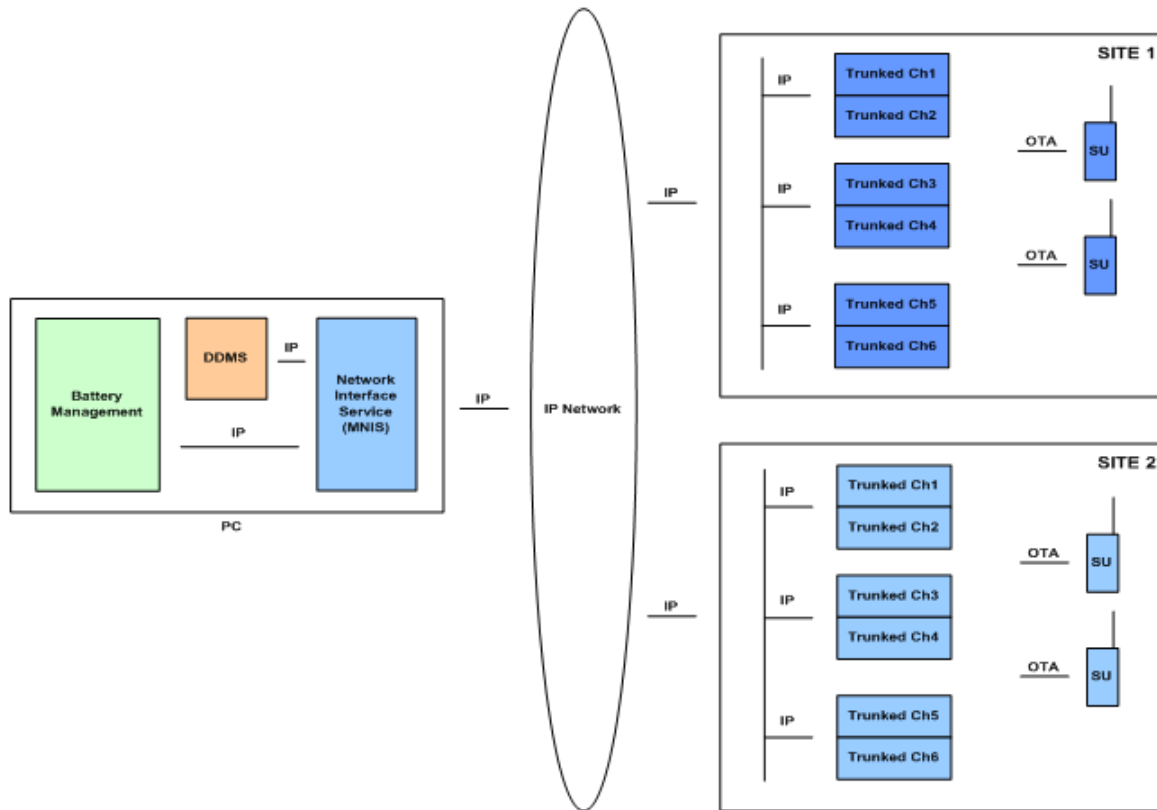 SITE 1
IP
Trunked Ch1
Trunked Ch2
OTA
SU
IP
Trunked Ch3
Trunked Ch4
OTA
SU
IP
Trunked Ch5
Trunked Ch6
IP
Battery
Management
DDMS
IP
Network
Interface
Service
(MNIS)
IP
PC
IP
IP Network
IP
SITE 2
IP
Trunked Ch1
Trunked Ch2
OTA
SU
IP
Trunked Ch3
Trunked Ch4
OTA
SU
IP
Trunked Ch5
Trunked Ch6